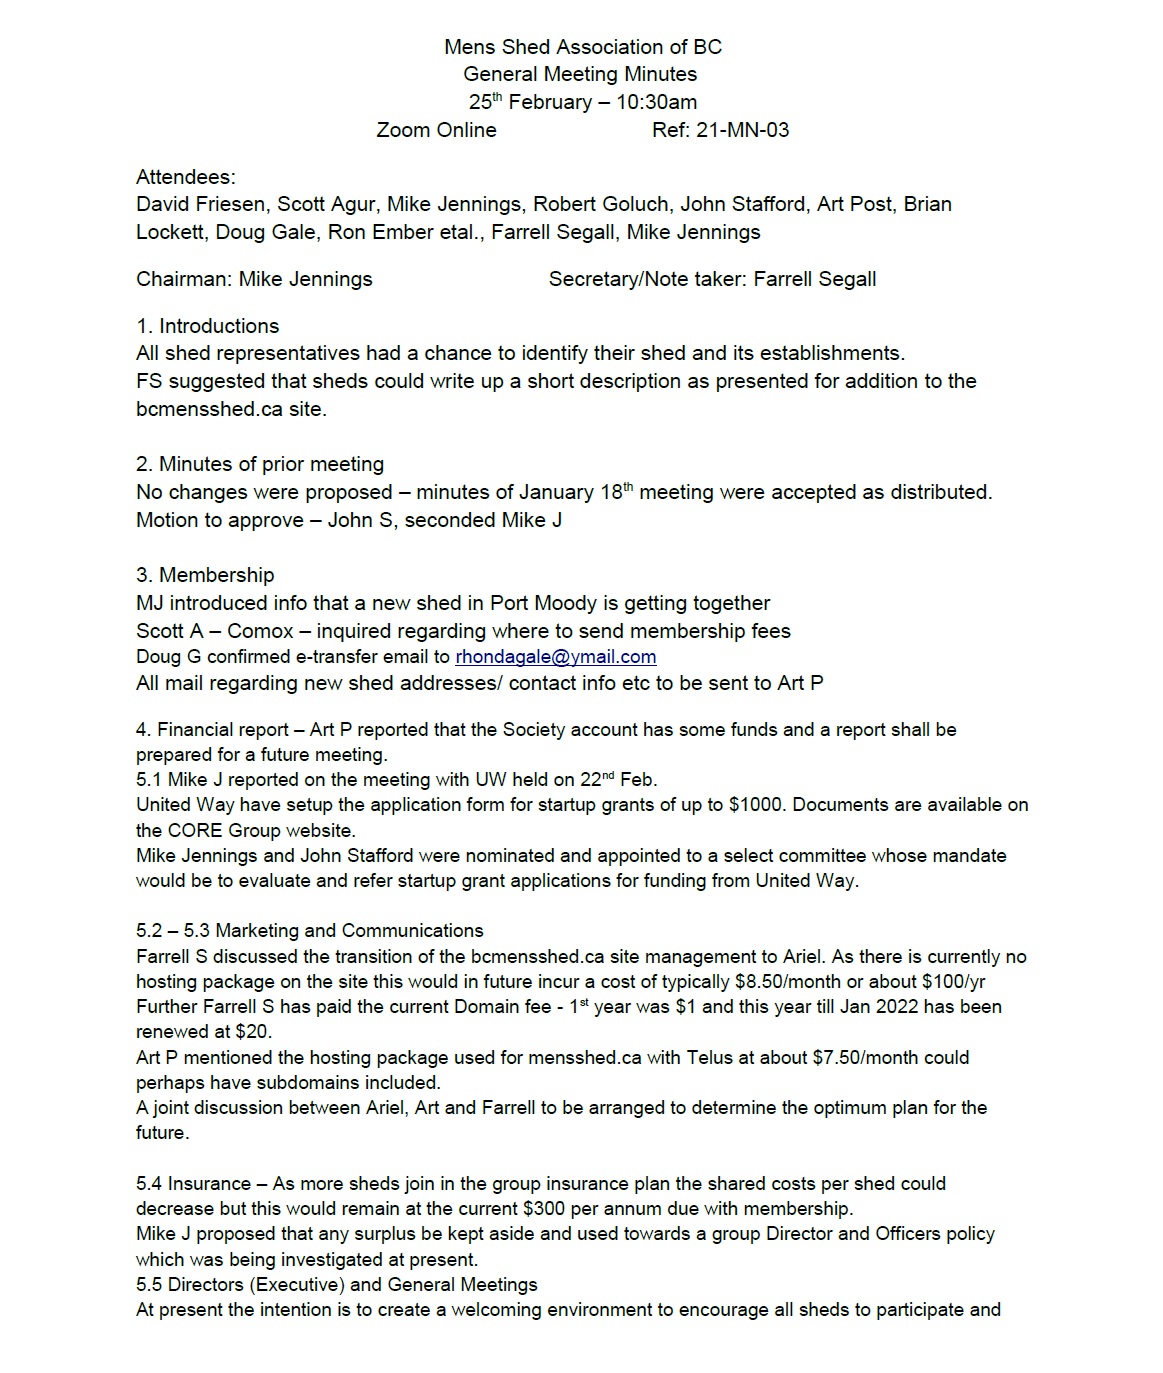 Mens Shed Association of BC
General Meeting Minutes
25th February – 10:30am
Zoom Online Ref: 21-MN-03
Attendees:
David Friesen, Scott Agur, Mike Jennings, Robert Goluch, John Stafford, Art Post, Brian
Lockett, Doug Gale, Ron Ember etal., Farrell Segall, Mike Jennings
Chairman: Mike Jennings Secretary/Note taker: Farrell Segall
1. Introductions
All shed representatives had a chance to identify their shed and its establishments.
FS suggested that sheds could write up a short description as presented for addition to the
bcmensshed.ca site.
2. Minutes of prior meeting
No changes were proposed – minutes of January 18th meeting were accepted as distributed.
Motion to approve – John S, seconded Mike J
3. Membership
MJ introduced info that a new shed in Port Moody is getting together
Scott A – Comox – inquired regarding where to send membership fees
Doug G confirmed e-transfer email to rhondagale@ymail.com
All mail regarding new shed addresses/ contact info etc to be sent to Art P
4. Financial report – Art P reported that the Society account has some funds and a report shall be
prepared for a future meeting.
5.1 Mike J reported on the meeting with UW held on 22nd Feb.
United Way have setup the application form for startup grants of up to $1000. Documents are available on
the CORE Group website.
Mike Jennings and John Stafford were nominated and appointed to a select committee whose mandate
would be to evaluate and refer startup grant applications for funding from United Way.
5.2 – 5.3 Marketing and Communications
Farrell S discussed the transition of the bcmensshed.ca site management to Ariel. As there is currently no
hosting package on the site this would in future incur a cost of typically $8.50/month or about $100/yr
Further Farrell S has paid the current Domain fee - 1st year was $1 and this year till Jan 2022 has been
renewed at $20.
Art P mentioned the hosting package used for mensshed.ca with Telus at about $7.50/month could
perhaps have subdomains included.
A joint discussion between Ariel, Art and Farrell to be arranged to determine the optimum plan for the
future.
5.4 Insurance – As more sheds join in the group insurance plan the shared costs per shed could
decrease but this would remain at the current $300 per annum due with membership.
Mike J proposed that any surplus be kept aside and used towards a group Director and Officers policy
which was being investigated at present.
5.5 Directors (Executive) and General Meetings
At present the intention is to create a welcoming environment to encourage all sheds to participate and